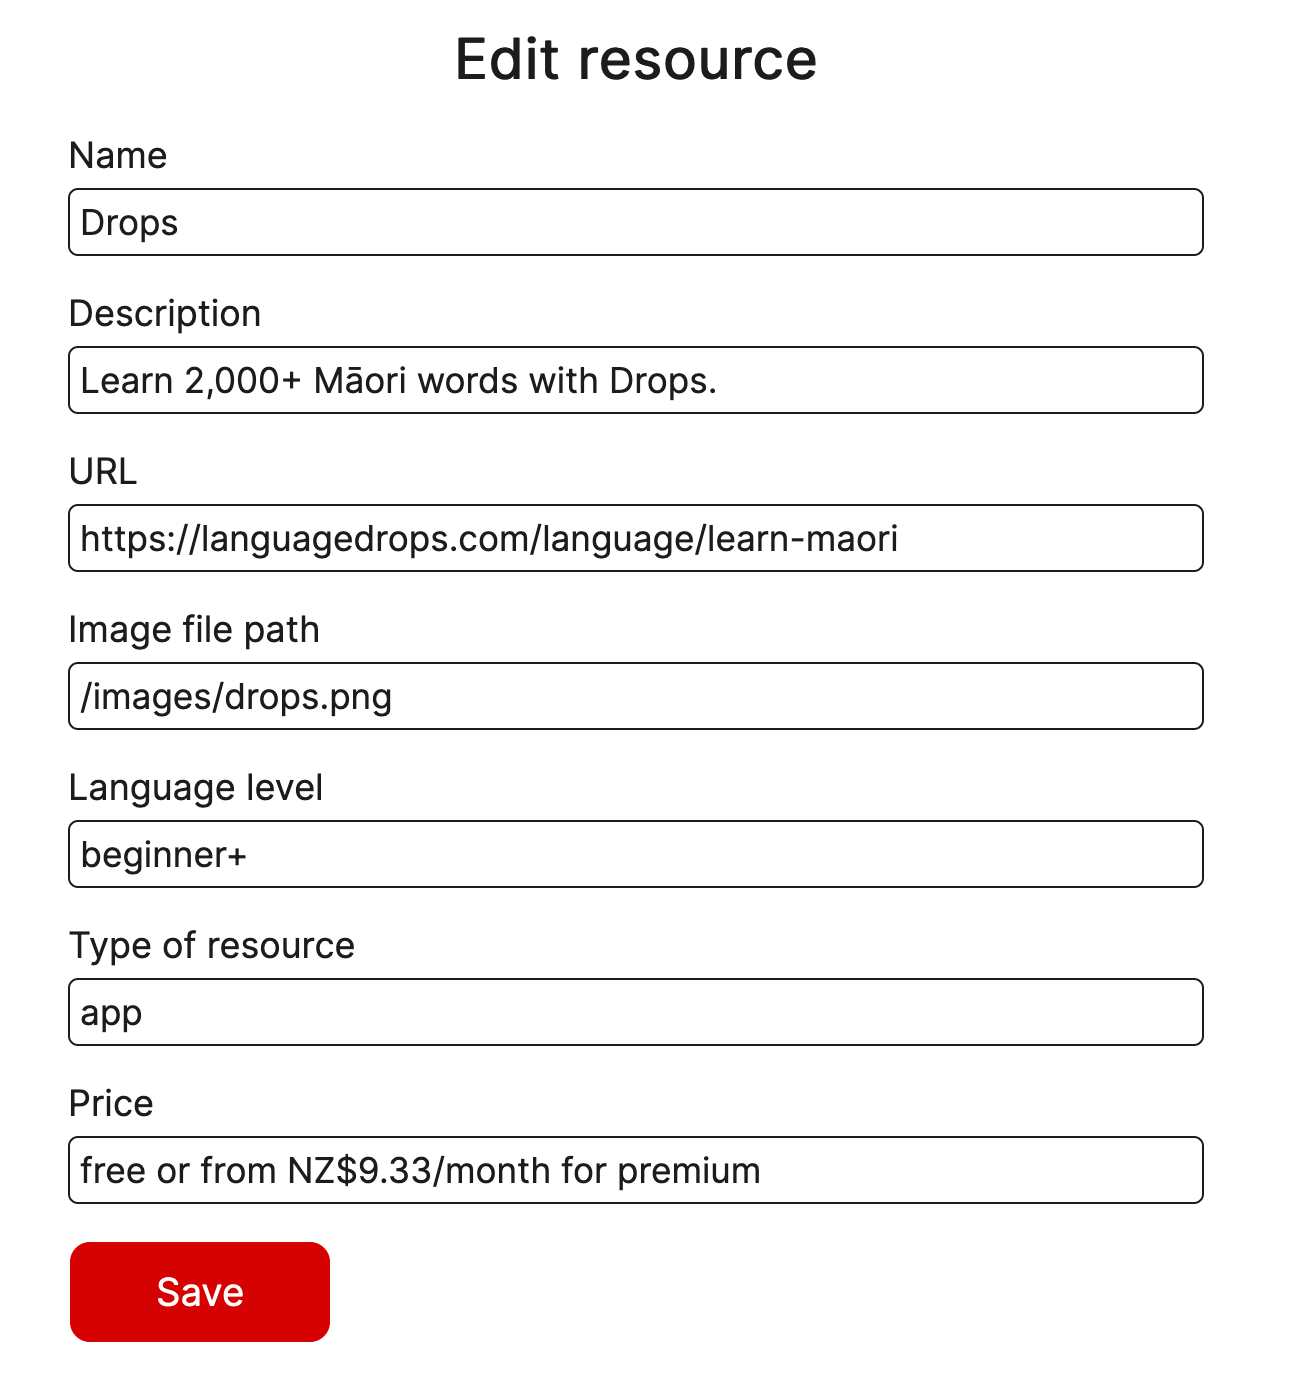 Edit resource
Name
Drops
Description
Learn 2,000+ Māori words with Drops.
URL
https://languagedrops.com/language/learn-maori
Image file path
/images/drops.png
Language level
beginner+
Type of resource
app
Price
free or from NZ$9.33/month for premium
Save